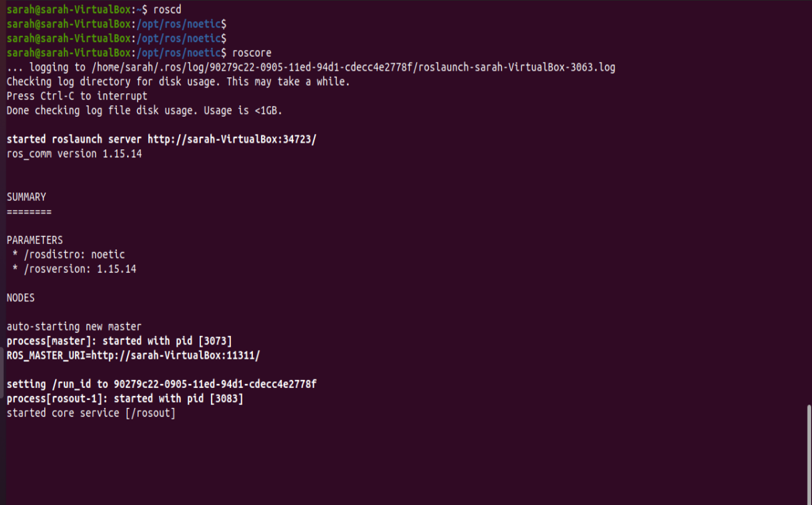 sarah@sarah-VirtualBox:~$ roscd
sarah@sarah-VirtualBox:/opt/ros/noetic$
sarah@sarah-VirtualBox:/opt/ros/noetic$
sarah@sarah-VirtualBox:/opt/ros/noetic$ roscore
... logging to /home/sarah/.ros/log/90279c22-0905-11ed-94d1-cdecc4e2778f/roslaunch-sarah-VirtualBox-3063.log
Checking log directory for disk usage. This may take a while.
Press Ctrl-C to interrupt
Done checking log file disk usage. Usage is <1GB.
started roslaunch server http://sarah-VirtualBox:34723/
ros_comm version 1.15.14
SUMMARY
========
PARAMETERS
* /rosdistro: noetic
* /rosversion: 1.15.14
NODES
auto-starting new master
process[master]: started with pid [3073]
ROS_MASTER_URI=http://sarah-VirtualBox:11311/
setting /run_id to 90279c22-0905-11ed-94d1-cdecc4e2778f
process[rosout-1]: started with pid [3083]
started core service [/rosout]